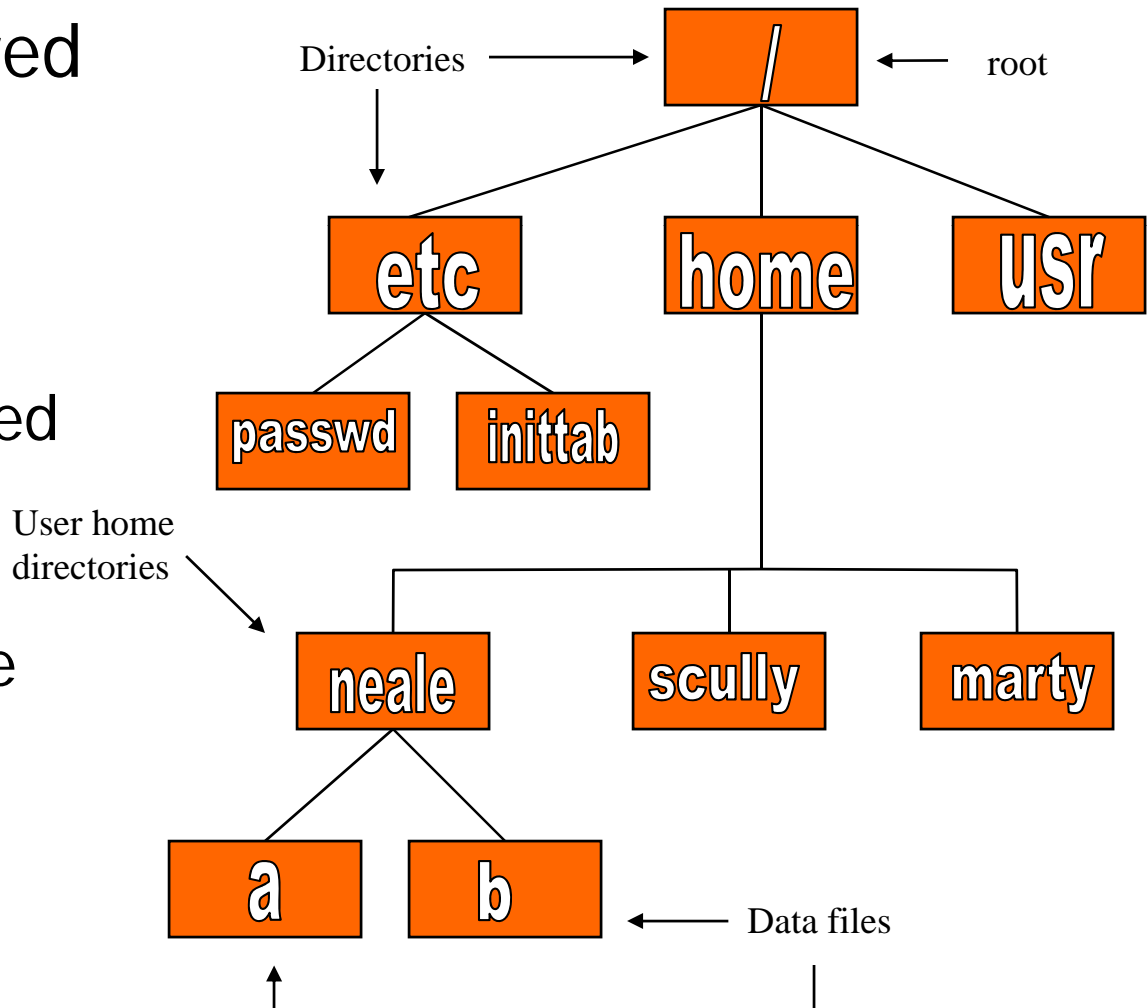 ed
Directories
/
root
etc
home
usr
passwd
inittab
ed
User home
directories
e
neale
scully
marty
a
b
Data files